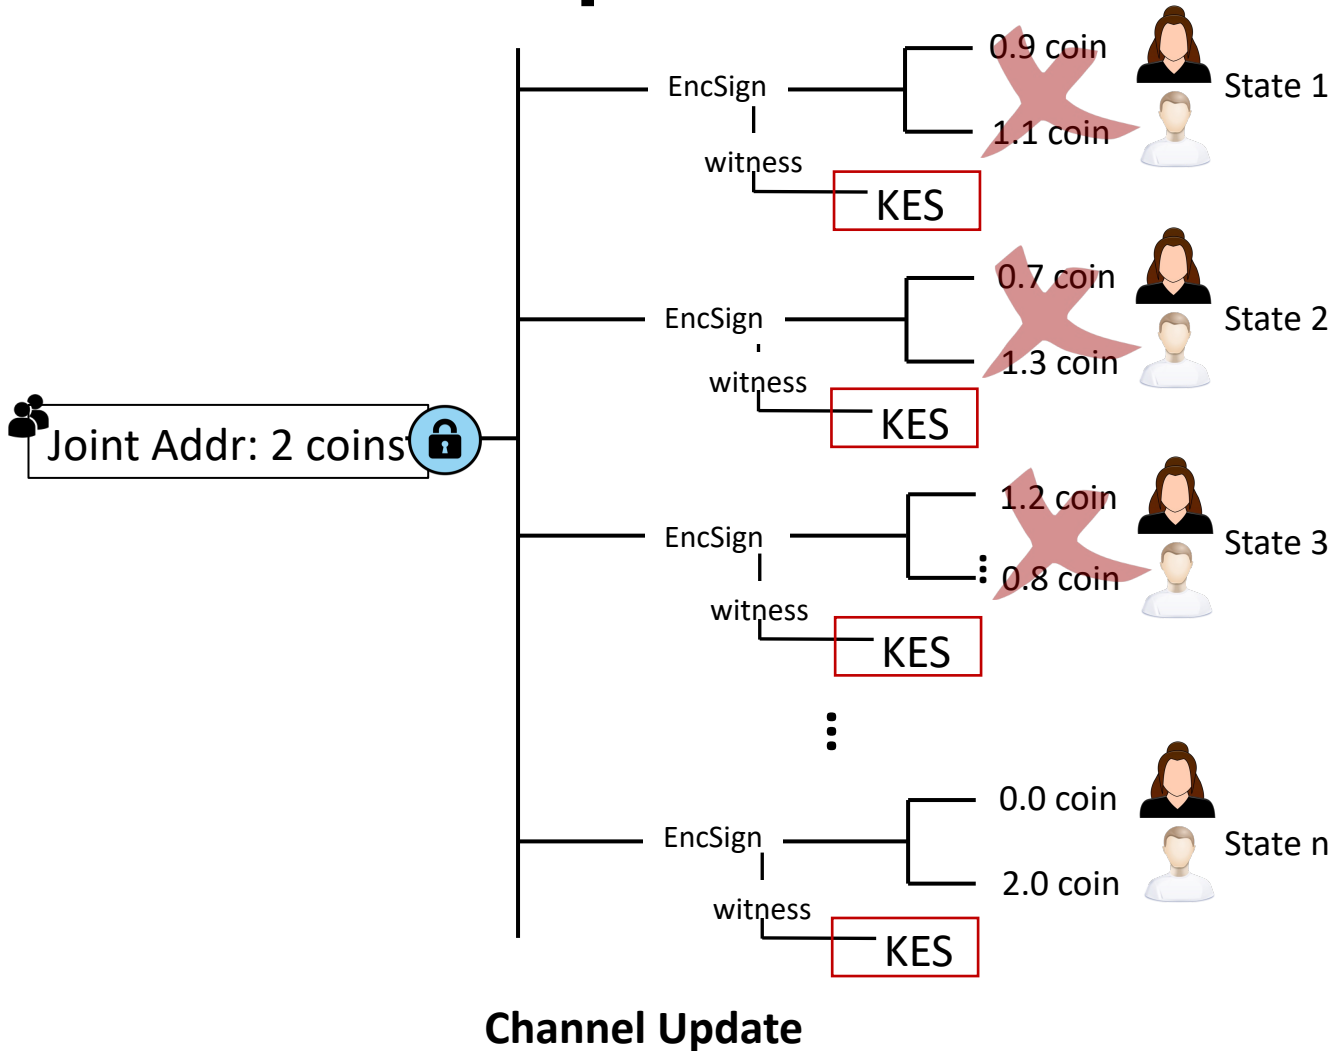 0.9 coin
EncSign
State 1
1.1 coin
witness
KES
0.7 coin
EncSign
State 2
1.3 coin
witness
KES
Joint Addr: 2 coins
1.2 coin
EncSign
State 3
0.8 coin
witness
KES
0.0 coin
EncSign
State n
2.0 coin
witness
KES
Channel Update